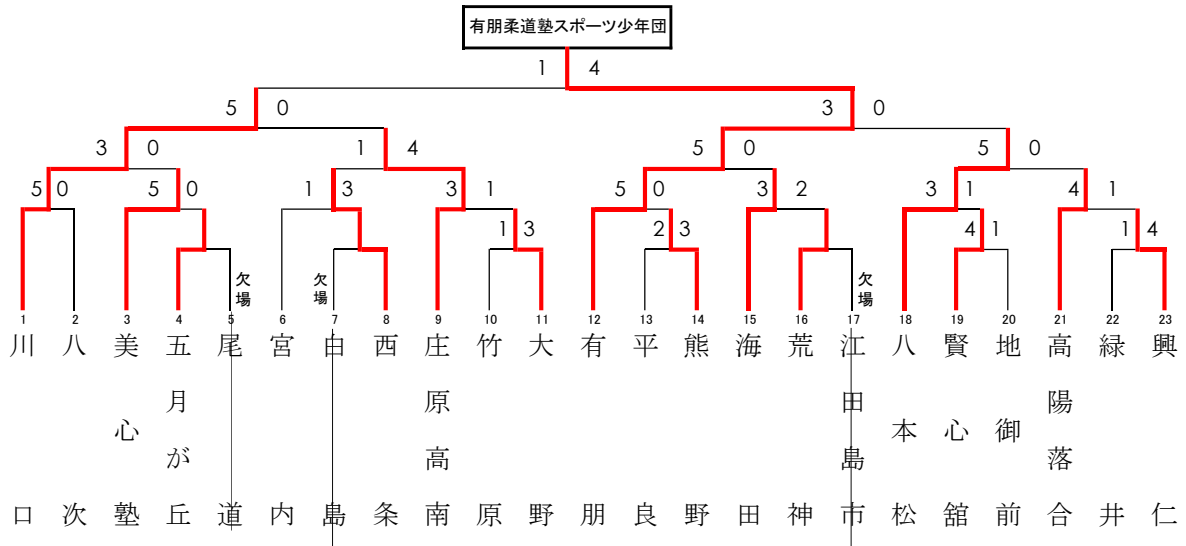 有朋柔道塾スポーツ少年団
1 4
5 0 3 0
3 0 1 4 5 0 5 0
5 0 5 0 1 3 3 1 5 0 3 2 3 1 4 1
1 3 2 3 4 1 1 4
欠場 欠場 欠場
1 2 3 4 5 6 7 8 9 10 11 12 13 14 15 16 17 18 19 20 21 22 23
川口
八次
美心塾
五月が丘
尾道
宮内
白島
西条
庄原高南
竹原
大野
有朋
平良
熊野
海田
荒神
江田島市
八本松
賢心舘
地御前
高陽落合
緑井
興仁